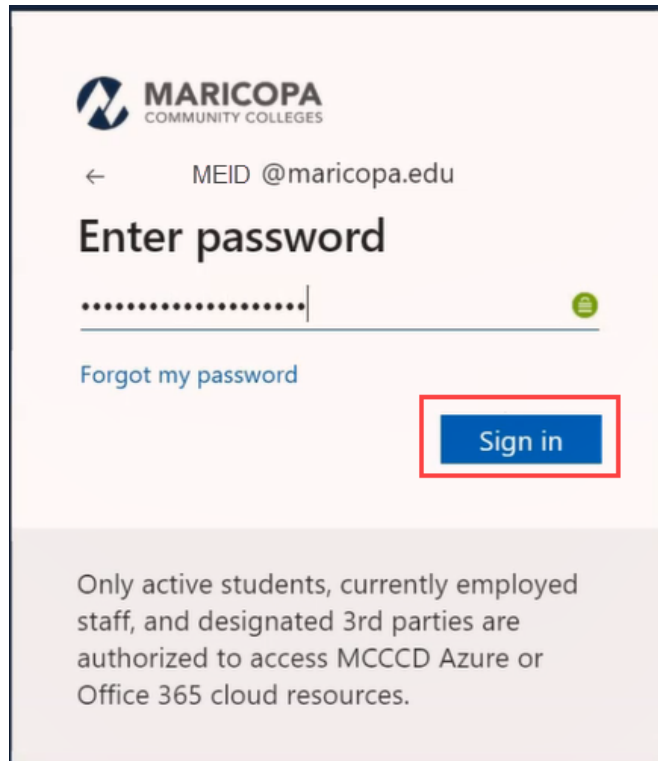 MARICOPA
COMMUNITY COLLEGES
← MEID @maricopa.edu
Enter password
••••••••••••••••••••
Forgot my password
Sign in
Only active students, currently employed
staff, and designated 3rd parties are
authorized to access MCCCD Azure or
Office 365 cloud resources.